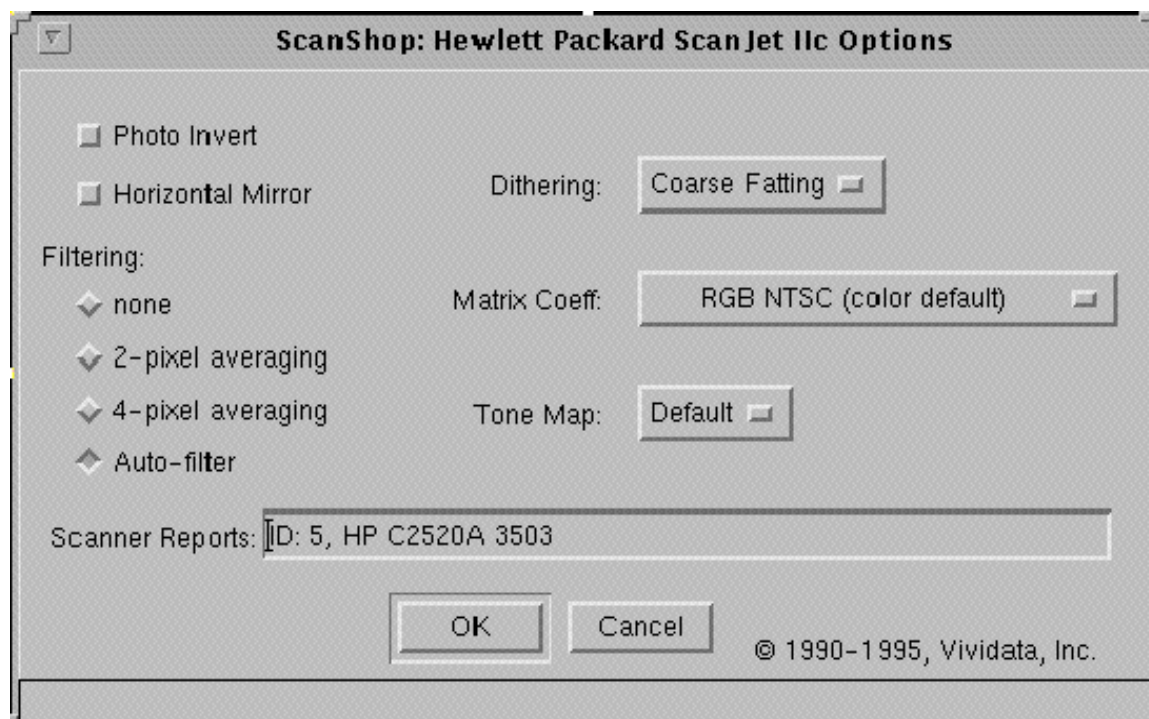 ScanShop: Hewlett Packard ScanJet IIc Options
Photo Invert
Horizontal Mirror
Dithering: Coarse Fatting
Filtering:
none
Matrix Coeff: RGB NTSC (color default)
2-pixel averaging
4-pixel averaging
Tone Map: Default
Auto-filter
Scanner Reports: ID: 5, HP C2520A 3503
OK Cancel
© 1990-1995, Vividata, Inc.